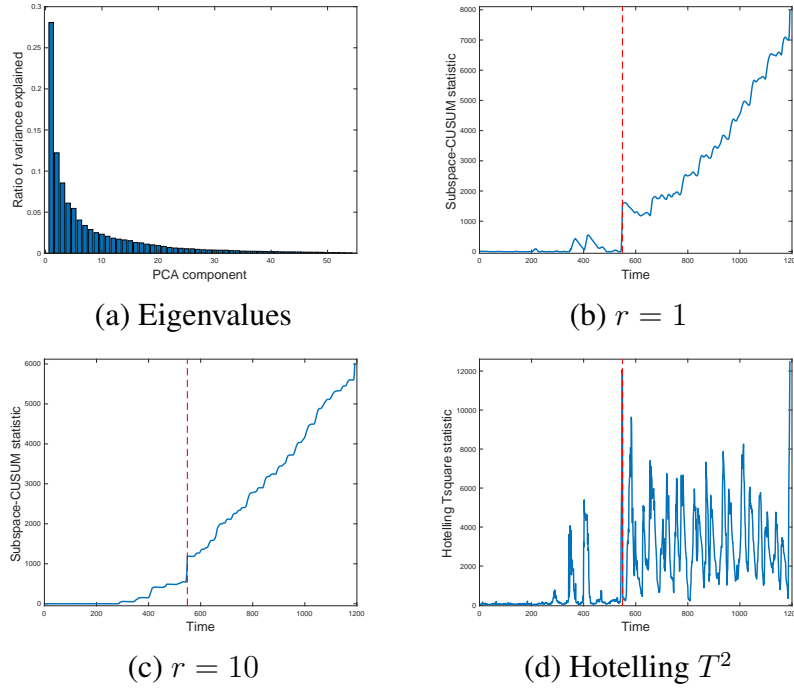 0.3
0.25
0.2
0.15
0.1
0.05
0
Ratio of variance explained
0 10 20 30 40 50
PCA component
(a) Eigenvalues
8000
7000
6000
5000
4000
3000
2000
1000
0
Subspace-CUSUM statistic
0 200 400 600 800 1000 1200
Time
(b) r = 1
6000
5000
4000
3000
2000
1000
0
Subspace-CUSUM statistic
0 200 400 600 800 1000 1200
Time
(c) r = 10
12000
10000
8000
6000
4000
2000
0
Hotelling Tsquare statistic
0 200 400 600 800 1000 1200
Time
(d) Hotelling T²